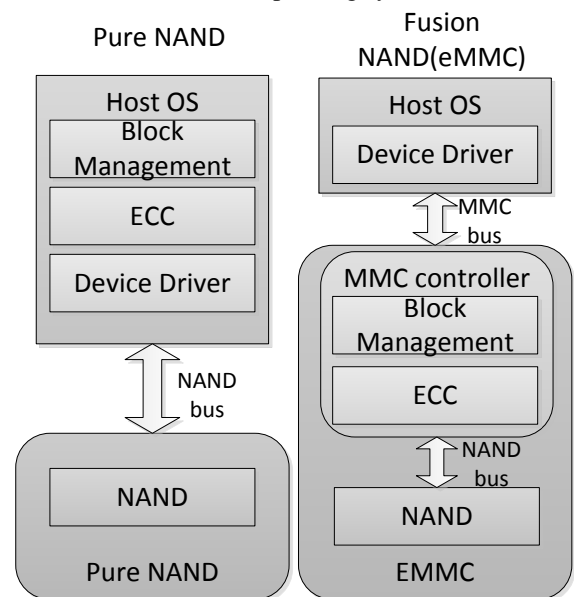 Pure NAND
Host OS
Block
Management
ECC
Device Driver
NAND
bus
NAND
Pure NAND
Fusion
NAND(eMMC)
Host OS
Device Driver
MMC
bus
MMC controller
Block
Management
ECC
NAND
bus
NAND
EMMC